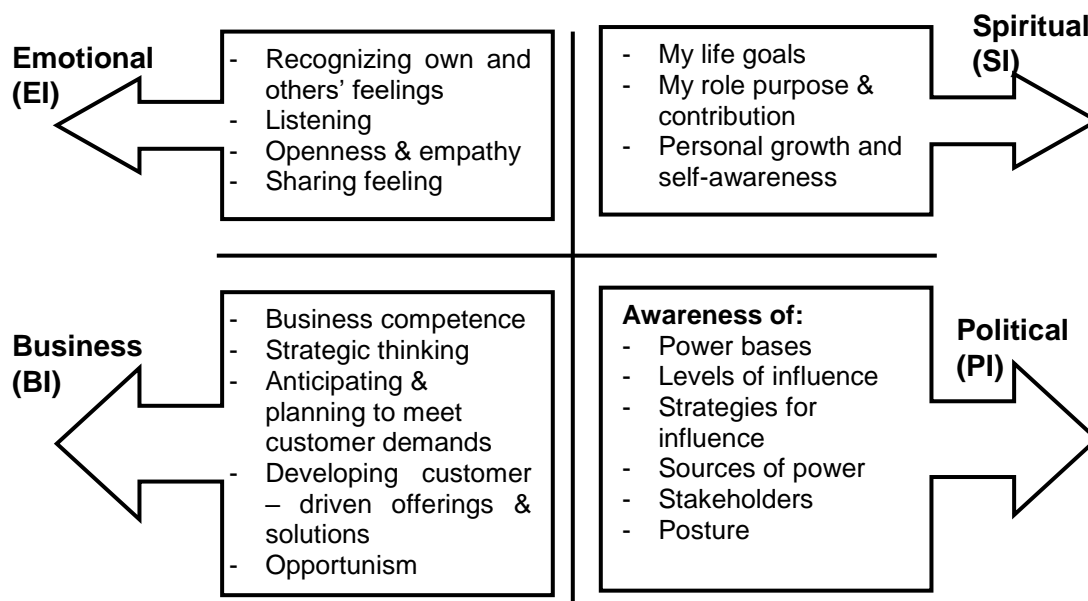 Emotional
(EI)
- Recognizing own and
others’ feelings
- Listening
- Openness & empathy
- Sharing feeling
Spiritual
(SI)
- My life goals
- My role purpose &
contribution
- Personal growth and
self-awareness
Business
(BI)
- Business competence
- Strategic thinking
- Anticipating &
planning to meet
customer demands
- Developing customer
– driven offerings &
solutions
- Opportunism
Awareness of:
- Power bases
- Levels of influence
- Strategies for
influence
- Sources of power
- Stakeholders
- Posture
Political
(PI)